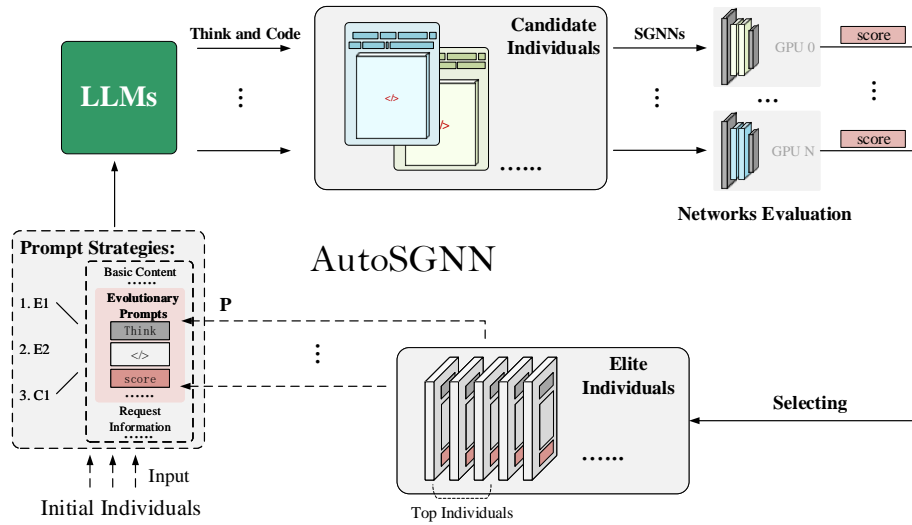 Think and Code
Candidate
Individuals
SGNNs
GPU 0
score
LLMs
</>
</>
GPU N
score
Networks Evaluation
Prompt Strategies:
AutoSGNN
Basic Content
Evolutionary
Prompts
1. E1
Think
2. E2
</>
3. C1
score
Request
Information
P
Elite
Individuals
Selecting
Input
Initial Individuals
Top Individuals